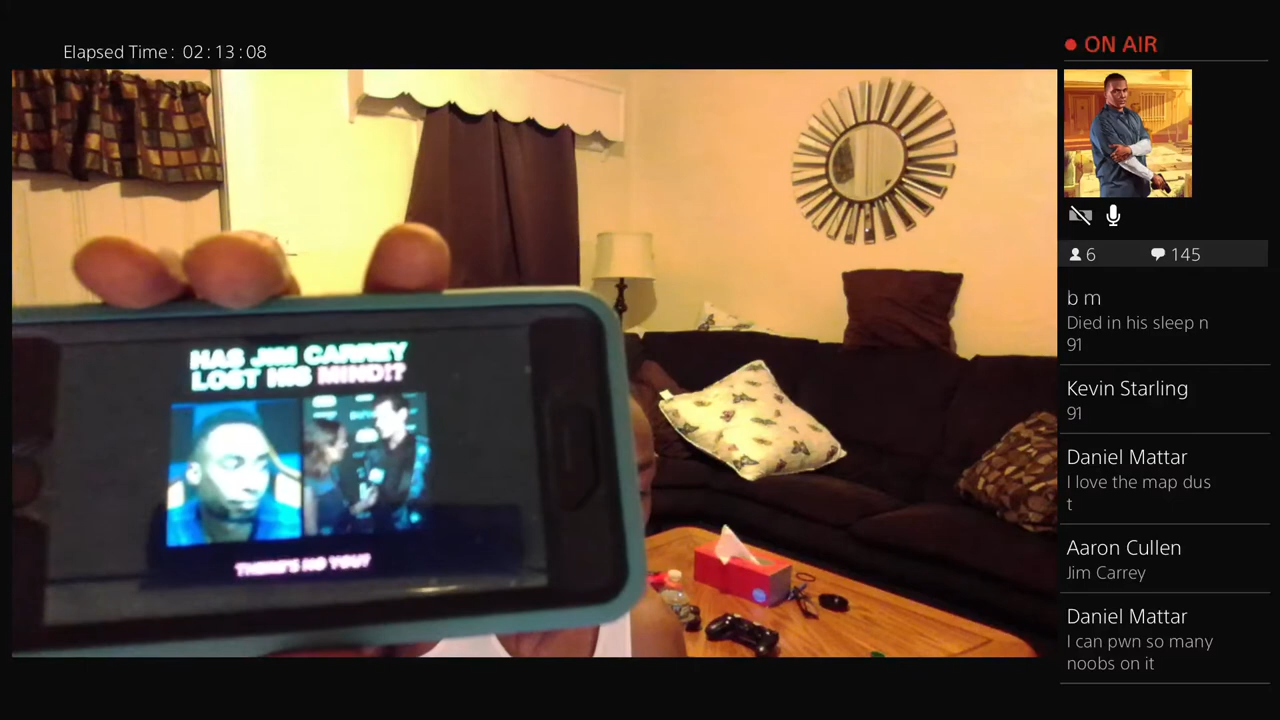 Elapsed Time: 02:13:08
ON AIR
6 145
b m
Died in his sleep n
91
Kevin Starling
91
Daniel Mattar
I love the map dus
t
Aaron Cullen
Jim Carrey
Daniel Mattar
I can pwn so many
noobs on it
HAS JIM CARREY
LOST HIS MIND!?
THERE'S NO YOU?